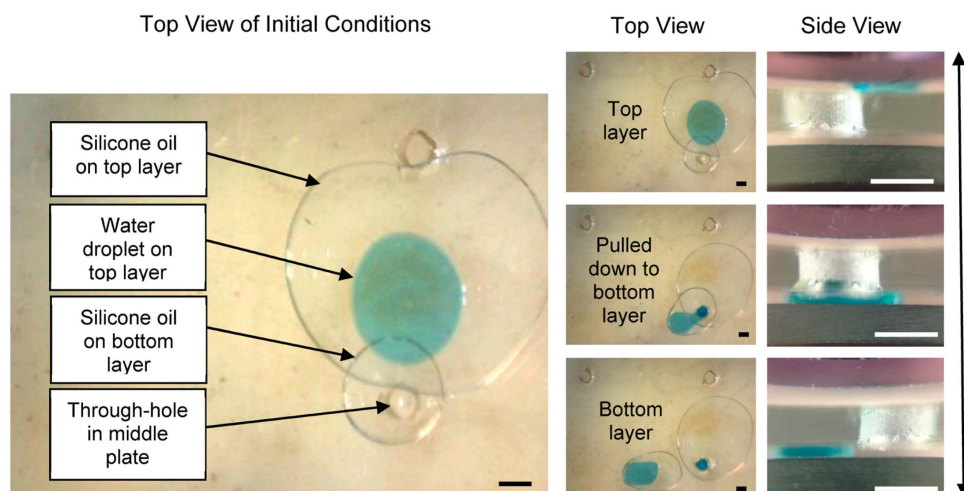 Top View of Initial Conditions
Top View
Side View
Silicone oil
on top layer
Water
droplet on
top layer
Silicone oil
on bottom
layer
Through-hole
in middle
plate
Top
layer
Pulled
down to
bottom
layer
Bottom
layer